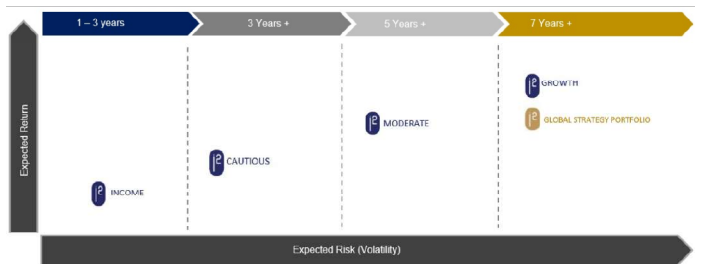 1 – 3 years
3 Years +
5 Years +
7 Years +
Expected Return
GROWTH
GLOBAL STRATEGY PORTFOLIO
MODERATE
CAUTIOUS
INCOME
Expected Risk (Volatility)